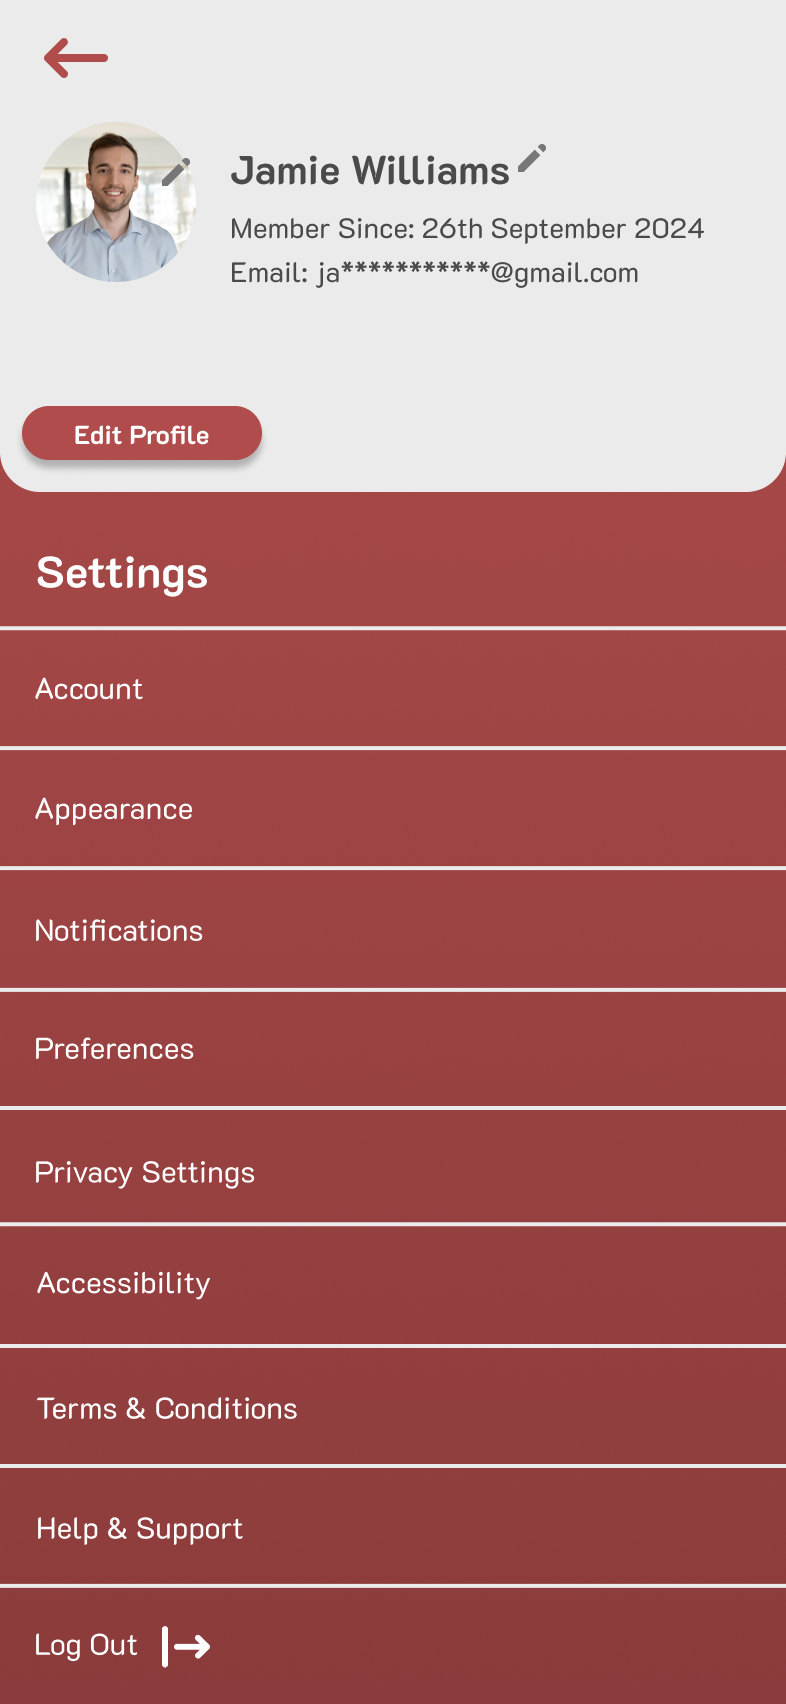 Jamie Williams
Member Since: 26th September 2024
Email: ja***********@gmail.com
Edit Profile
Settings
Account
Appearance
Notifications
Preferences
Privacy Settings
Accessibility
Terms & Conditions
Help & Support
Log Out